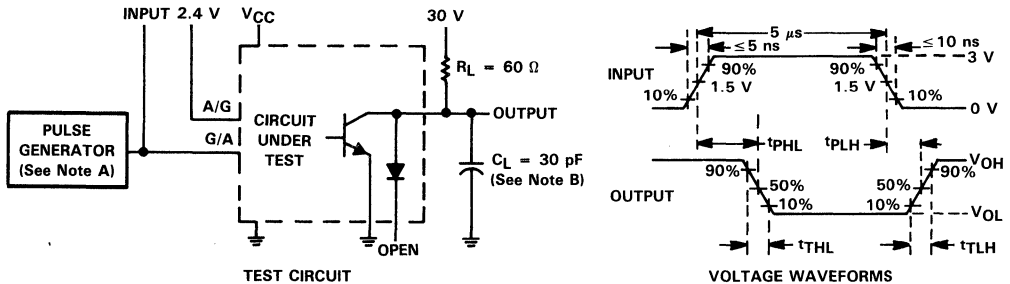 INPUT 2.4 V
VCC
30 V
RL = 60 Ω
A/G
G/A
OUTPUT
PULSE
GENERATOR
(See Note A)
CIRCUIT
UNDER
TEST
CL = 30 pF
(See Note B)
OPEN
TEST CIRCUIT
5 µs
≤5 ns
≤10 ns
3 V
INPUT
90%
90%
1.5 V
1.5 V
10%
10%
0 V
tPHL
tPLH
VOH
90%
90%
OUTPUT
50%
50%
10%
10%
VOL
tTHL
tTLH
VOLTAGE WAVEFORMS